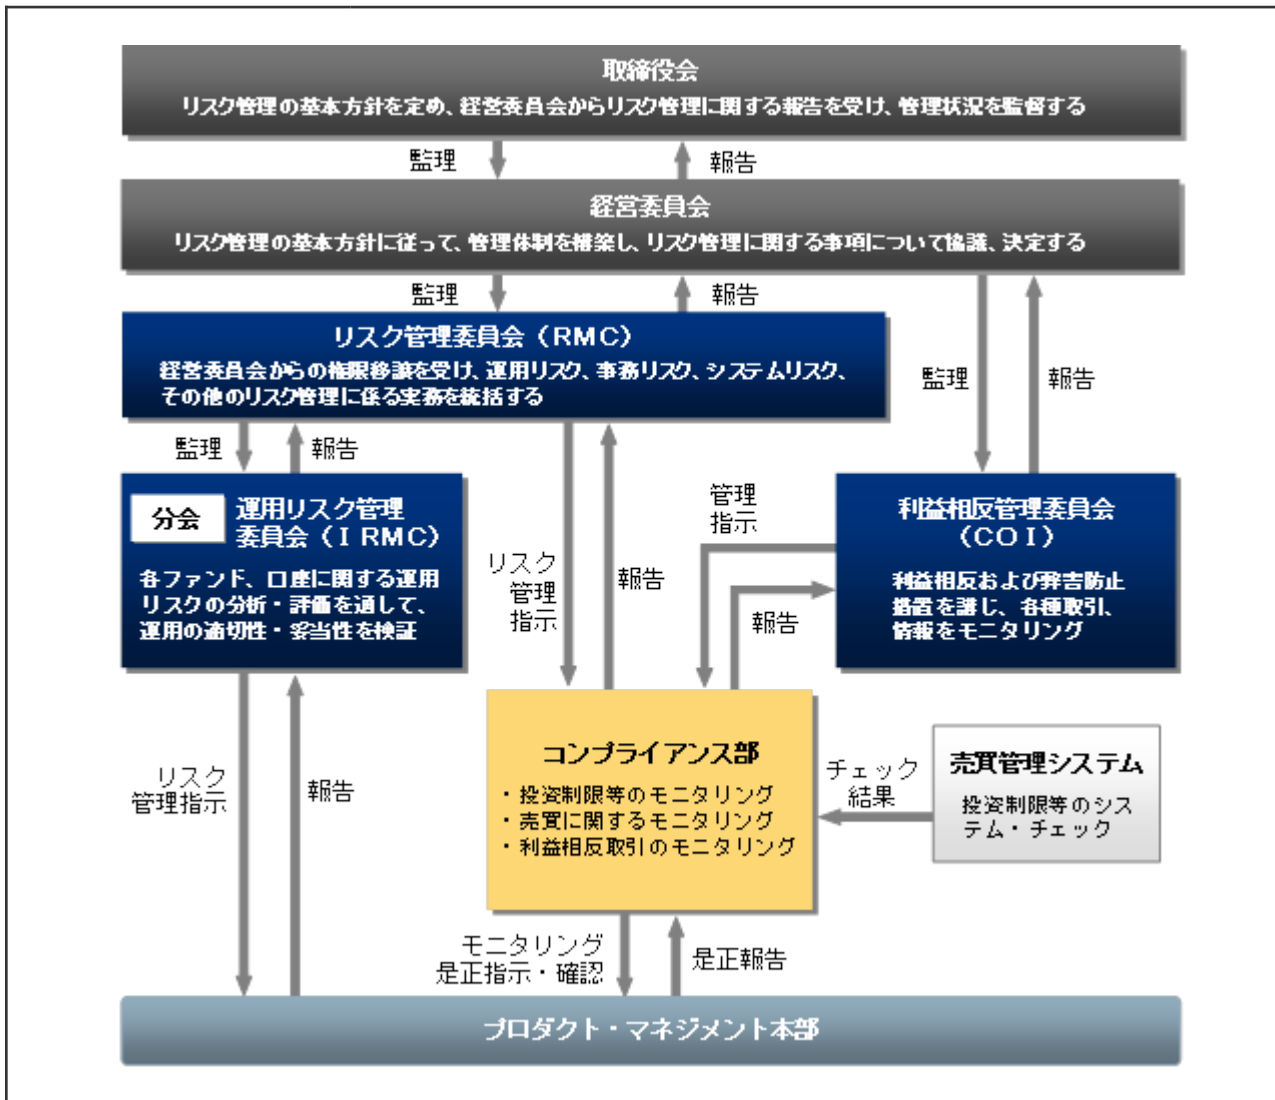 取締役会
リスク管理の基本方針を定め、経営委員会からリスク管理に関する報告を受け、管理状況を監督する
監理
報告
経営委員会
リスク管理の基本方針に従って、管理体制を構築し、リスク管理に関する事項について協議、決定する
監理
報告
リスク管理委員会（RMC）
経営委員会からの権限移譲を受け、運用リスク、事務リスク、システムリスク、
その他のリスク管理に係る実務を統括する
監理
報告
監理
報告
分会
運用リスク管理
委員会（IRMC）
各ファンド、口座に関する運用
リスクの分析・評価を通して、
運用の適切性・妥当性を検証
リスク
管理
指示
報告
管理
指示
報告
利益相反管理委員会
（COI）
利益相反および弊害防止
措置を講じ、各種取引、
情報をモニタリング
コンプライアンス部
・投資制限等のモニタリング
・売買に関するモニタリング
・利益相反取引のモニタリング
チェック
結果
売買管理システム
投資制限等のシス
テム・チェック
リスク
管理指示
報告
モニタリング
是正指示・確認
是正報告
プロダクト・マネジメント本部